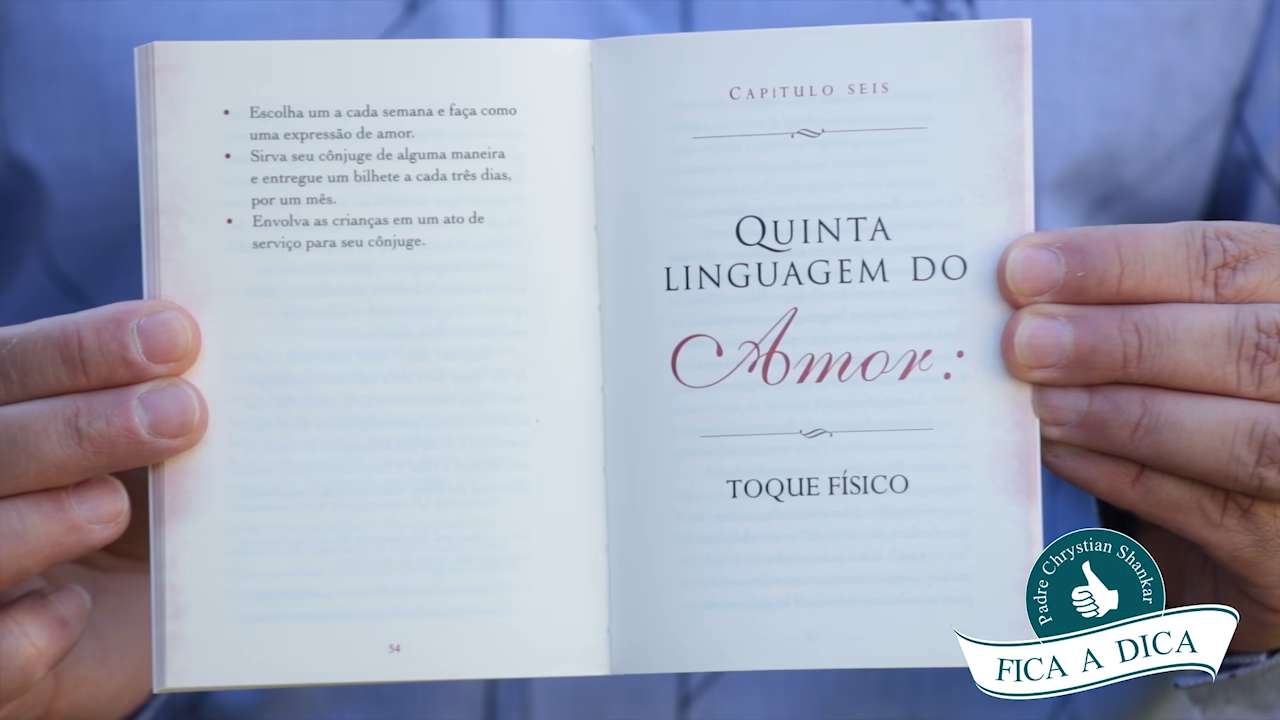 • Escolha um a cada semana e faça como
uma expressão de amor.
• Sirva seu cônjuge de alguma maneira
e entregue um bilhete a cada três dias,
por um mês.
• Envolva as crianças em um ato de
serviço para seu cônjuge.
54
CAPÍTULO SEIS
QUINTA
LINGUAGEM DO
Amor:
TOQUE FÍSICO
Padre Chrystian Shankar
FICA A DICA